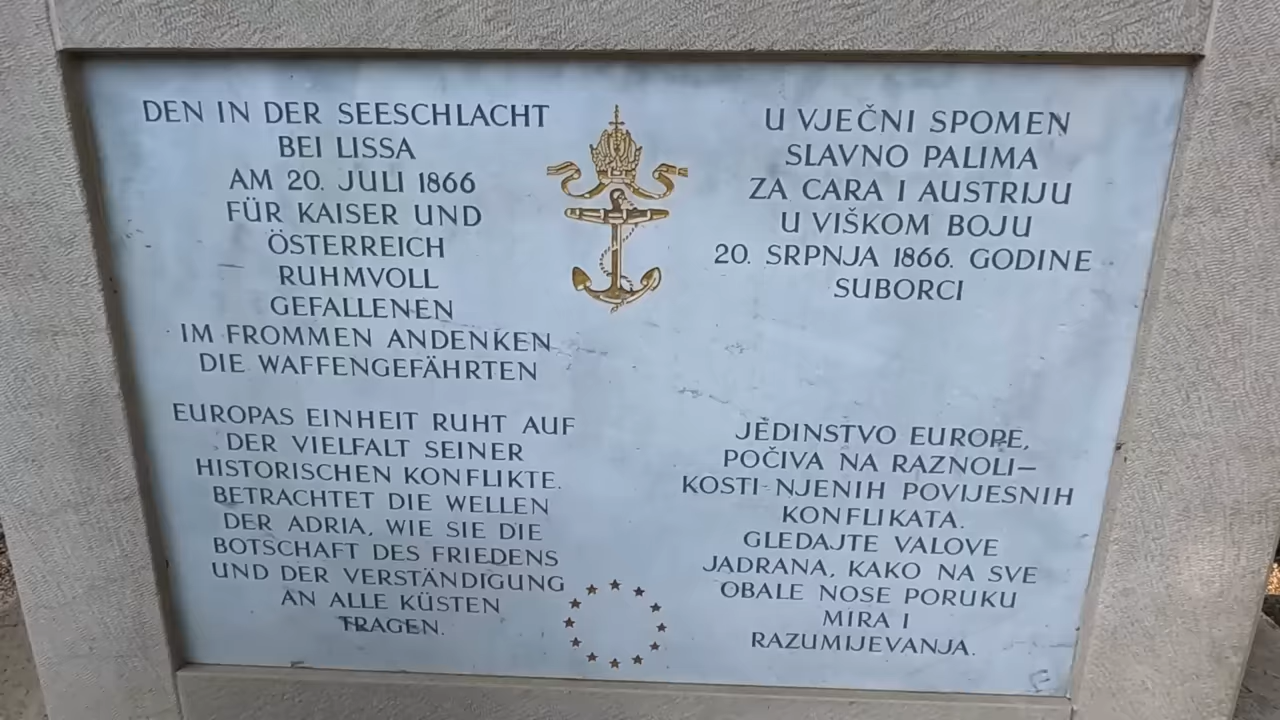 DEN IN DER SEESCHLACHT
BEI LISSA
AM 20. JULI 1866
FÜR KAISER UND
ÖSTERREICH
RUHMVOLL
GEFALLENEN
IM FROMMEN ANDENKEN
DIE WAFFENGEFÄHRTEN
EUROPAS EINHEIT RUHT AUF
DER VIELFALT SEINER
HISTORISCHEN KONFLIKTE.
BETRACHTET DIE WELLEN
DER ADRIA, WIE SIE DIE
BOTSCHAFT DES FRIEDENS
UND DER VERSTÄNDIGUNG
AN ALLE KÜSTEN
TRAGEN.
U VJEČNI SPOMEN
SLAVNO PALIMA
ZA CARA I AUSTRIJU
U VIŠKOM BOJU
20. SRPNJA 1866. GODINE
SUBORCI
JEDINSTVO EUROPE,
POČIVA NA RAZNOLI-
KOSTI NJENIH POVIJESNIH
KONFLIKATA.
GLEDAJTE VALOVE
JADRANA, KAKO NA SVE
OBALE NOSE PORUKU
MIRA I
RAZUMIJEVANJA.